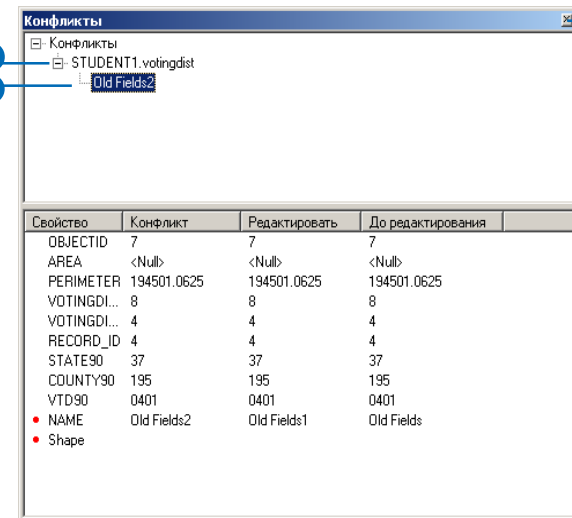 Конфликты
Конфликты
STUDENT1.votingdist
Old Fields2
Свойство Конфликт Редактировать До редактирования
OBJECTID 7 7 7
AREA <Null> <Null> <Null>
PERIMETER 194501.0625 194501.0625 194501.0625
VOTINGDI... 8 8 8
VOTINGDI... 4 4 4
RECORD_ID 4 4 4
STATE90 37 37 37
COUNTY90 195 195 195
VTD90 0401 0401 0401
NAME Old Fields2 Old Fields1 Old Fields
Shape